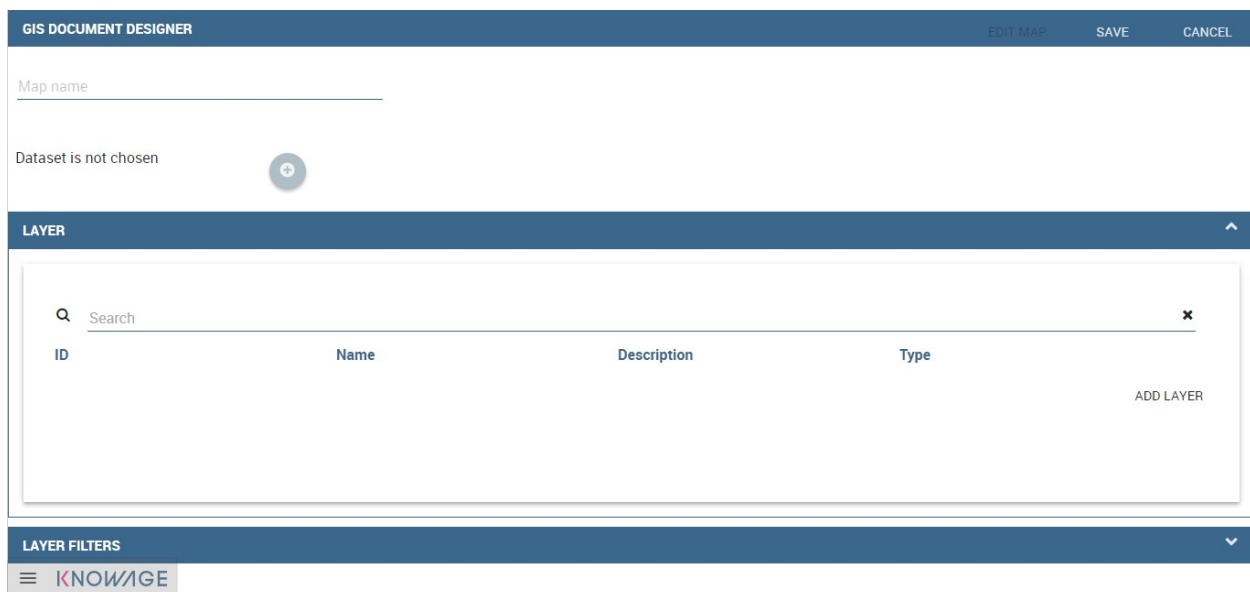 GIS DOCUMENT DESIGNER EDIT MAP SAVE CANCEL
Map name
Dataset is not chosen
LAYER
Search
ID Name Description Type
ADD LAYER
LAYER FILTERS
KNOWAGE